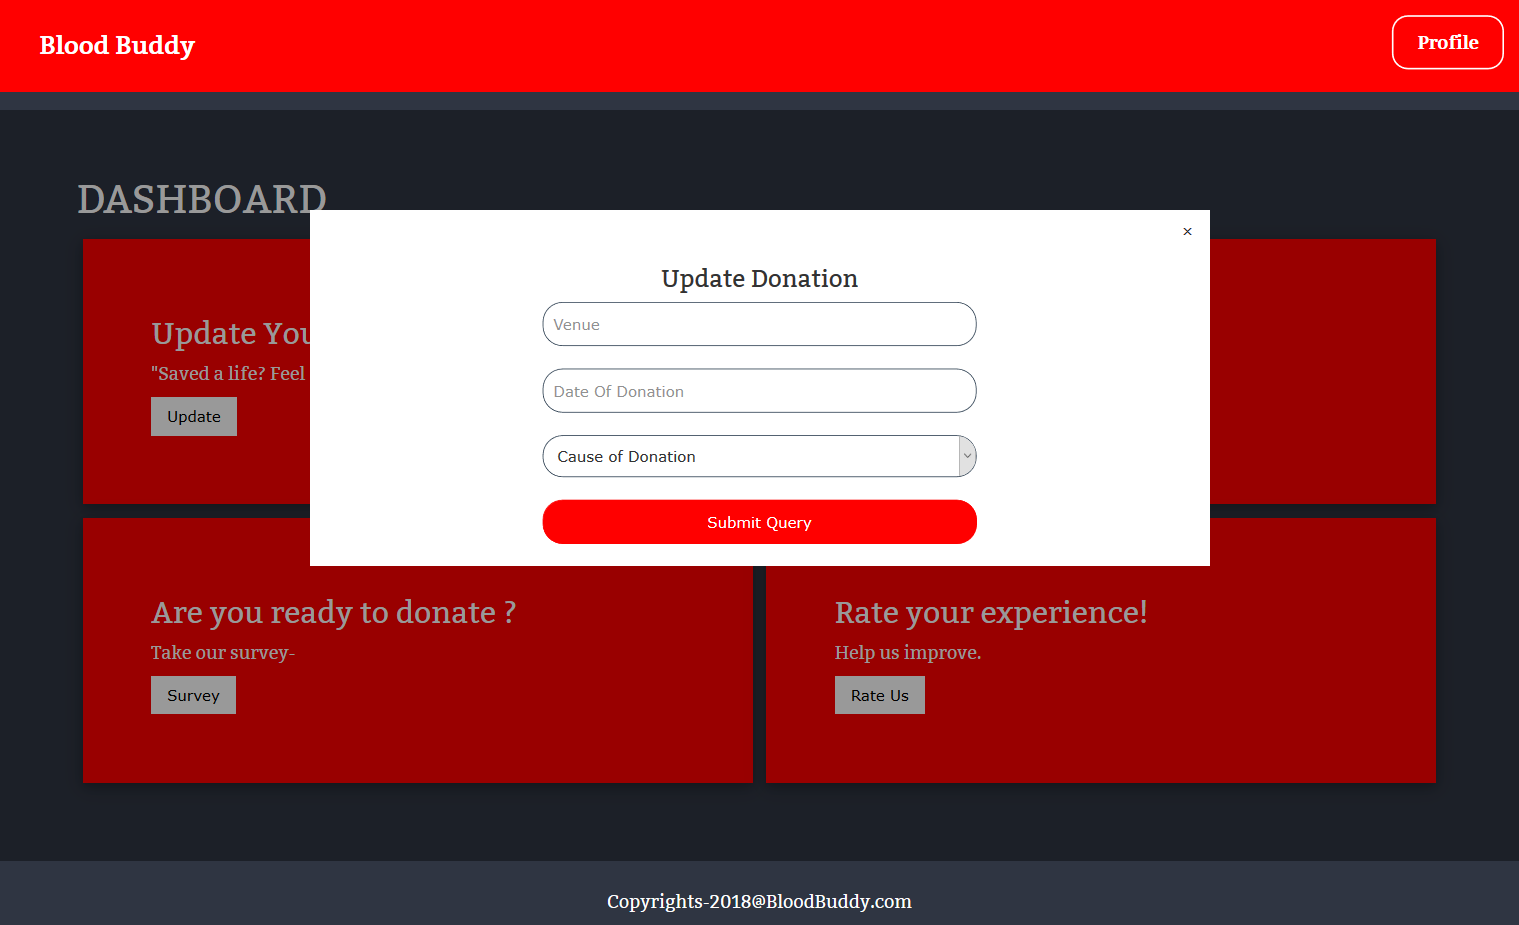 Blood Buddy
Profile
DASHBOARD
×
Update Donation
Venue
Date Of Donation
Cause of Donation
Submit Query
Update You
"Saved a life? Feel
Update
Are you ready to donate ?
Take our survey-
Survey
Rate your experience!
Help us improve.
Rate Us
Copyrights-2018@BloodBuddy.com